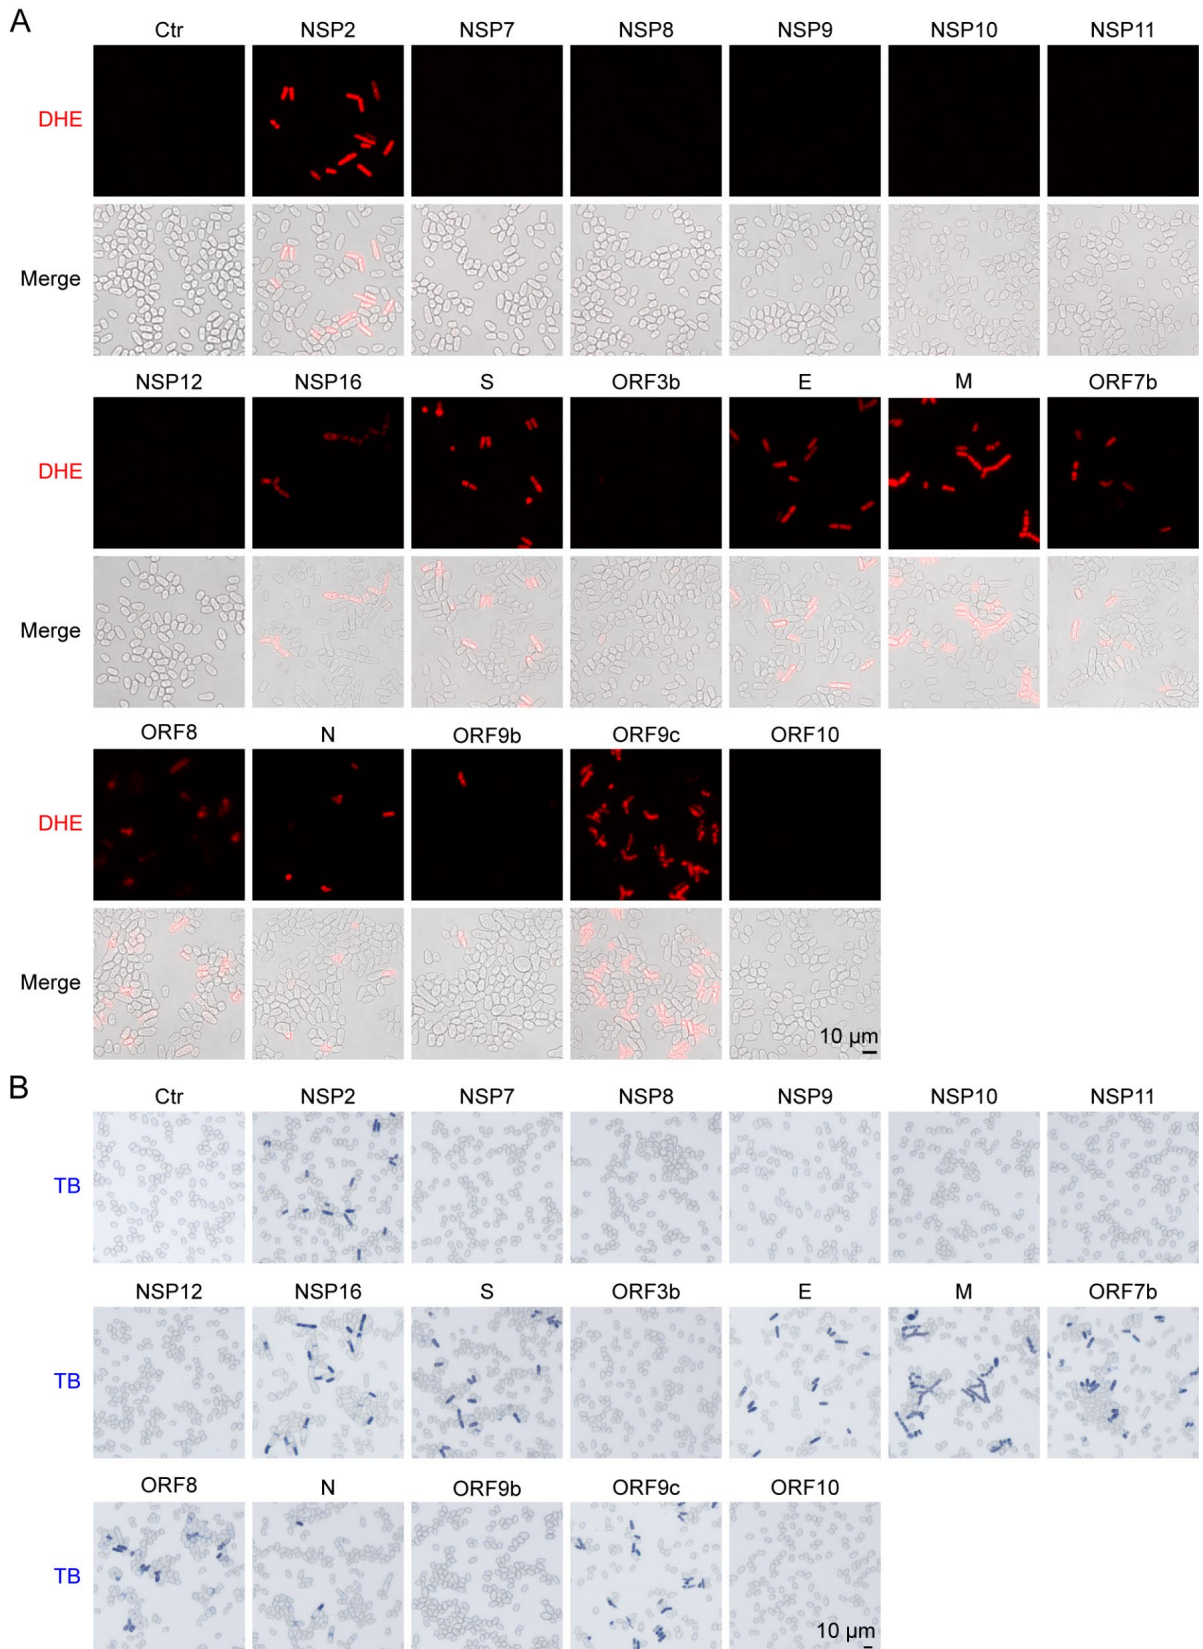 A
Ctr NSP2 NSP7 NSP8 NSP9 NSP10 NSP11
DHE
Merge
NSP12 NSP16 S ORF3b E M ORF7b
DHE
Merge
ORF8 N ORF9b ORF9c ORF10
DHE
Merge
10 µm
B
Ctr NSP2 NSP7 NSP8 NSP9 NSP10 NSP11
TB
NSP12 NSP16 S ORF3b E M ORF7b
TB
ORF8 N ORF9b ORF9c ORF10
TB
10 µm